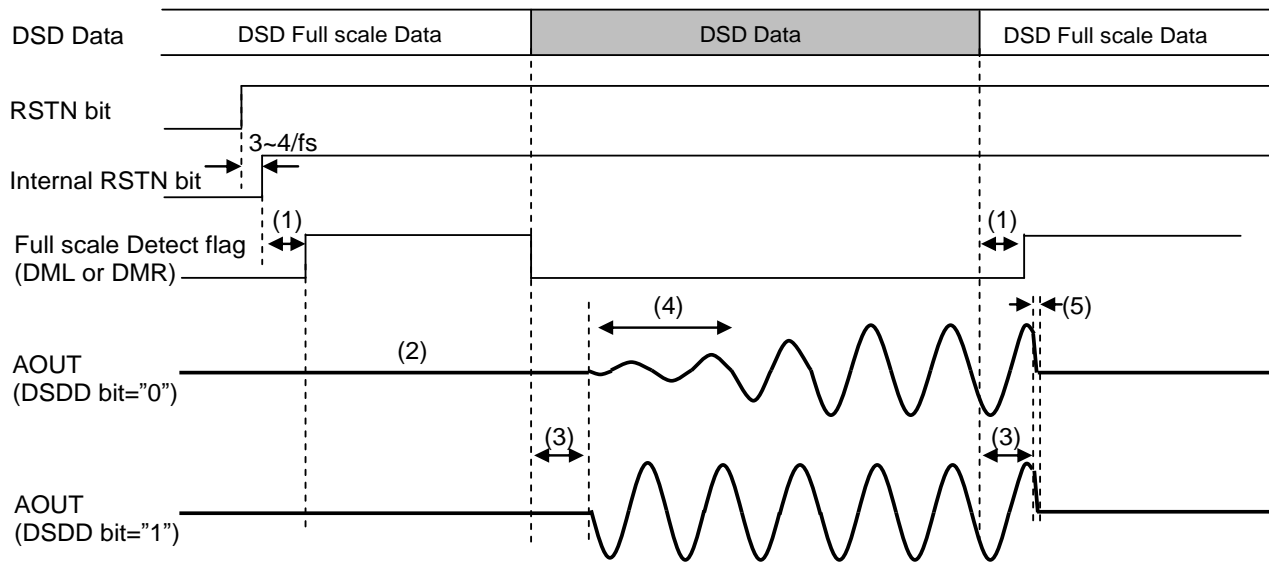 DSD Data
DSD Full scale Data
DSD Data
DSD Full scale Data
RSTN bit
3~4/fs
Internal RSTN bit
(1)
(1)
Full scale Detect flag
(DML or DMR)
(4)
(5)
(2)
AOUT
(DSDD bit=”0”)
(3)
(3)
AOUT
(DSDD bit=”1”)